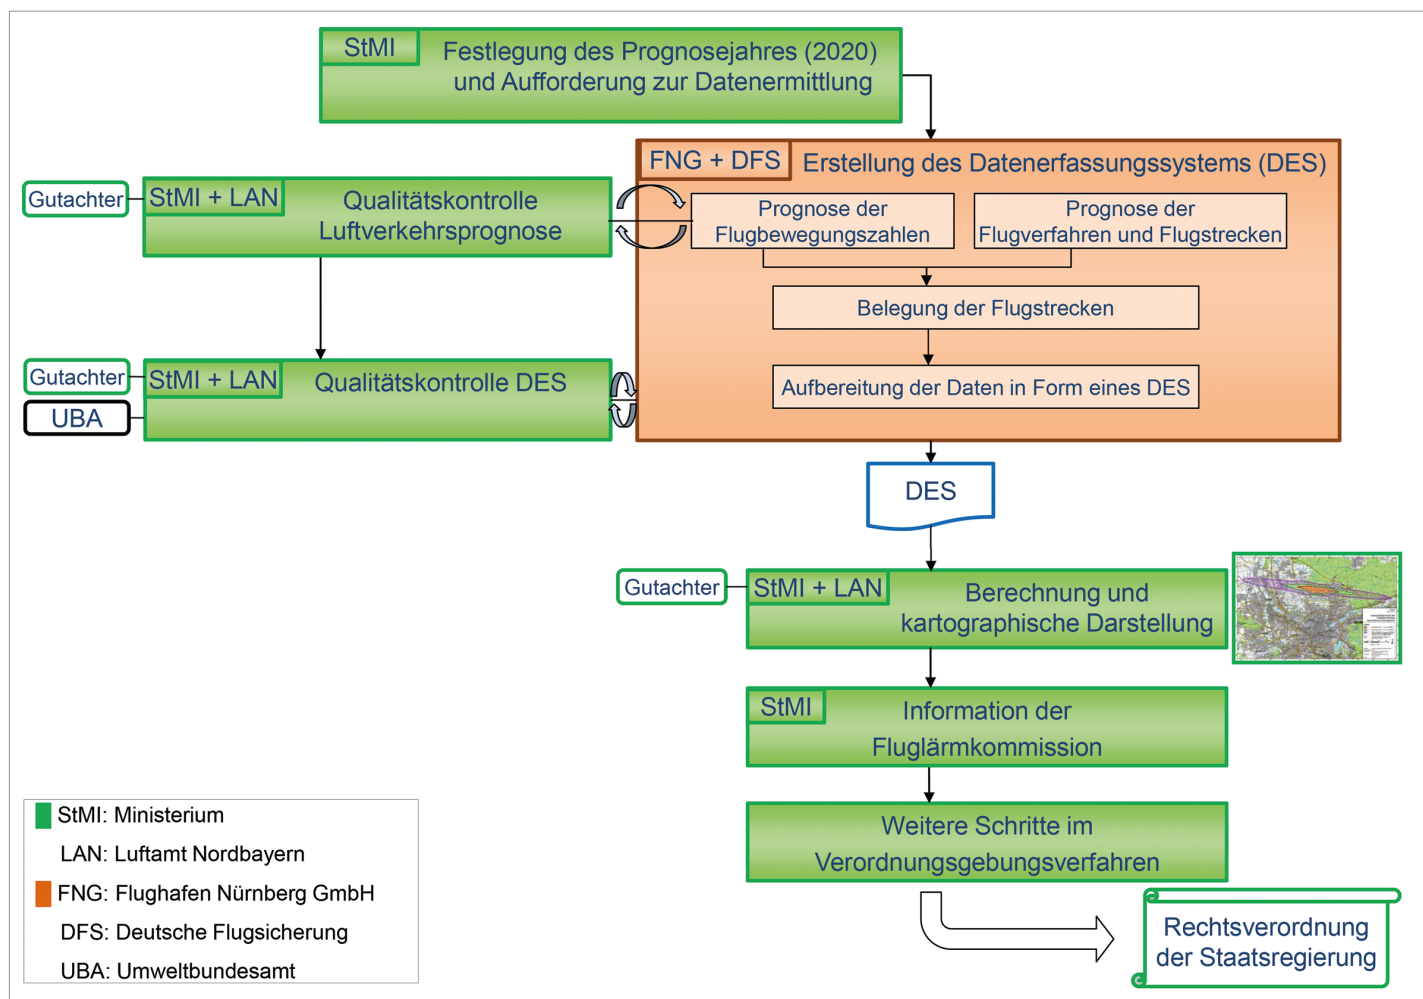 StMI
Festlegung des Prognosejahres (2020)
und Aufforderung zur Datenermittlung
FNG + DFS
Erstellung des Datenerfassungssystems (DES)
Gutachter
StMI + LAN
Qualitätskontrolle
Luftverkehrsprognose
Prognose der
Flugbewegungszahlen
Prognose der
Flugverfahren und Flugstrecken
Belegung der Flugstrecken
Gutachter
StMI + LAN
Qualitätskontrolle DES
UBA
Aufbereitung der Daten in Form eines DES
DES
Gutachter
StMI + LAN
Berechnung und
kartographische Darstellung
StMI
Information der
Fluglärmkommission
Weitere Schritte im
Verordnungsgebungsverfahren
Rechtsverordnung
der Staatsregierung
StMI: Ministerium
LAN: Luftamt Nordbayern
FNG: Flughafen Nürnberg GmbH
DFS: Deutsche Flugsicherung
UBA: Umweltbundesamt